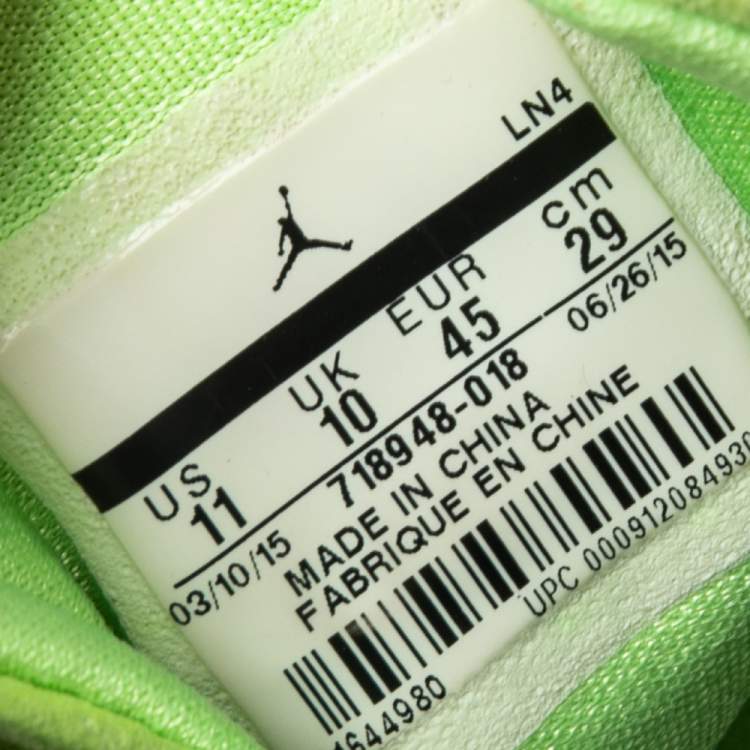 LN4
US UK EUR cm
11 10 45 29
03/10/15 718948-018 06/26/15
MADE IN CHINA
FABRIQUE EN CHINE
UPC 00091208493
1644980